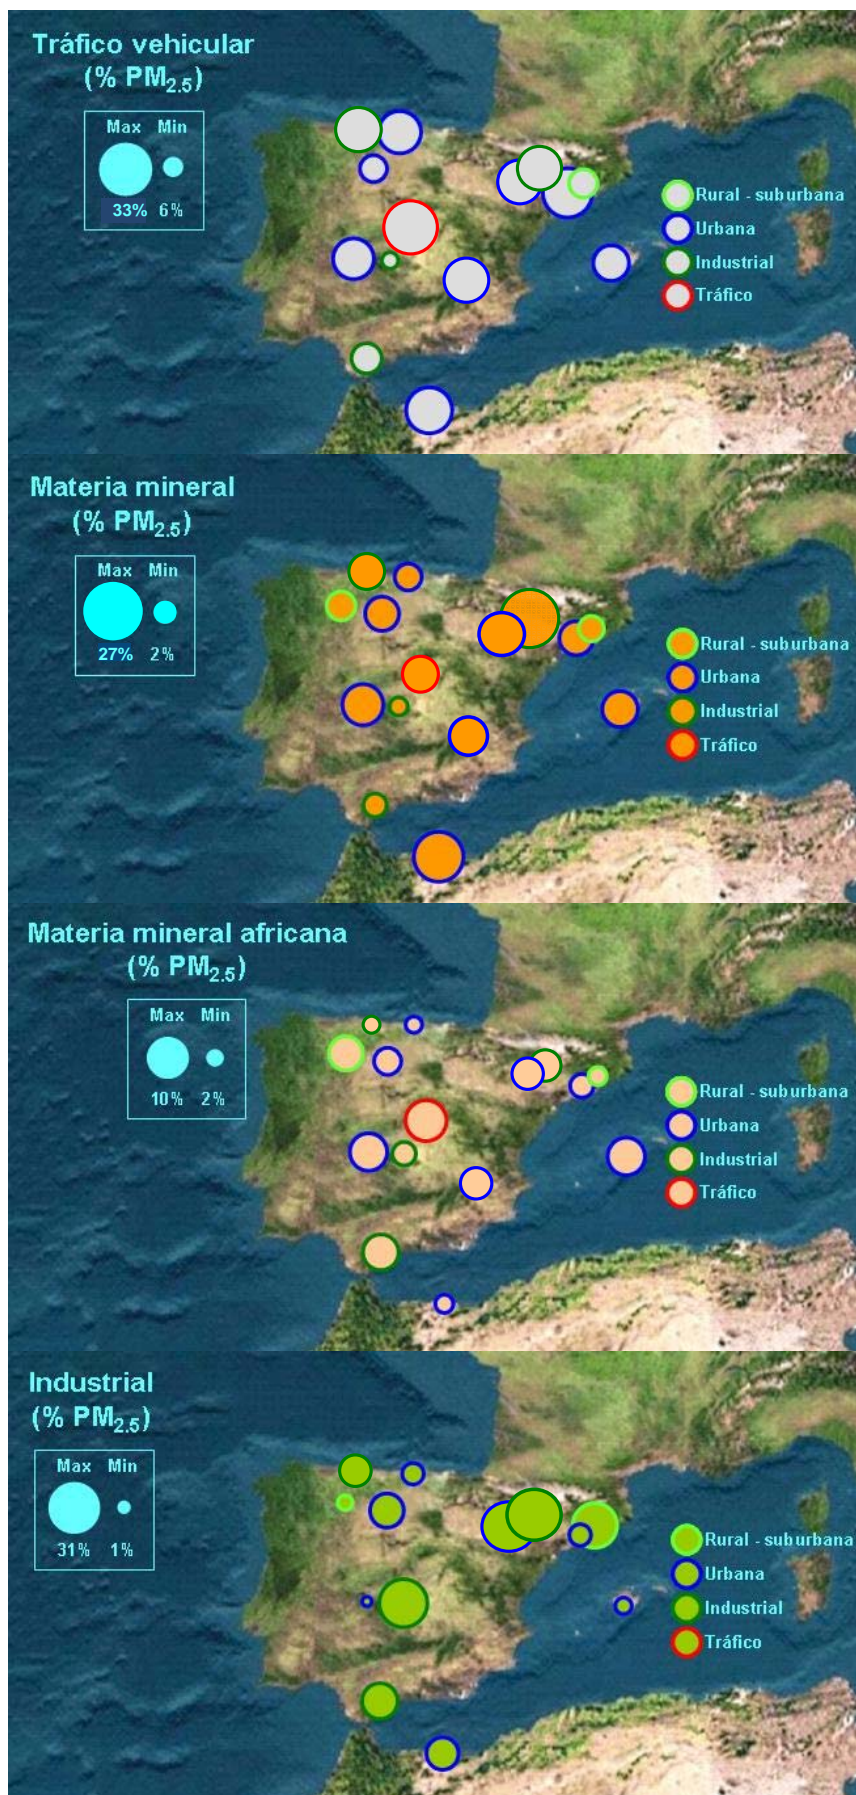 Tráfico vehicular
(% PM2.5)
Max Min
33% 6%
Rural - suburbana
Urbana
Industrial
Tráfico
Materia mineral
(% PM2.5)
Max Min
27% 2%
Rural - suburbana
Urbana
Industrial
Tráfico
Materia mineral africana
(% PM2.5)
Max Min
10% 2%
Rural - suburbana
Urbana
Industrial
Tráfico
Industrial
(% PM2.5)
Max Min
31% 1%
Rural - suburbana
Urbana
Industrial
Tráfico